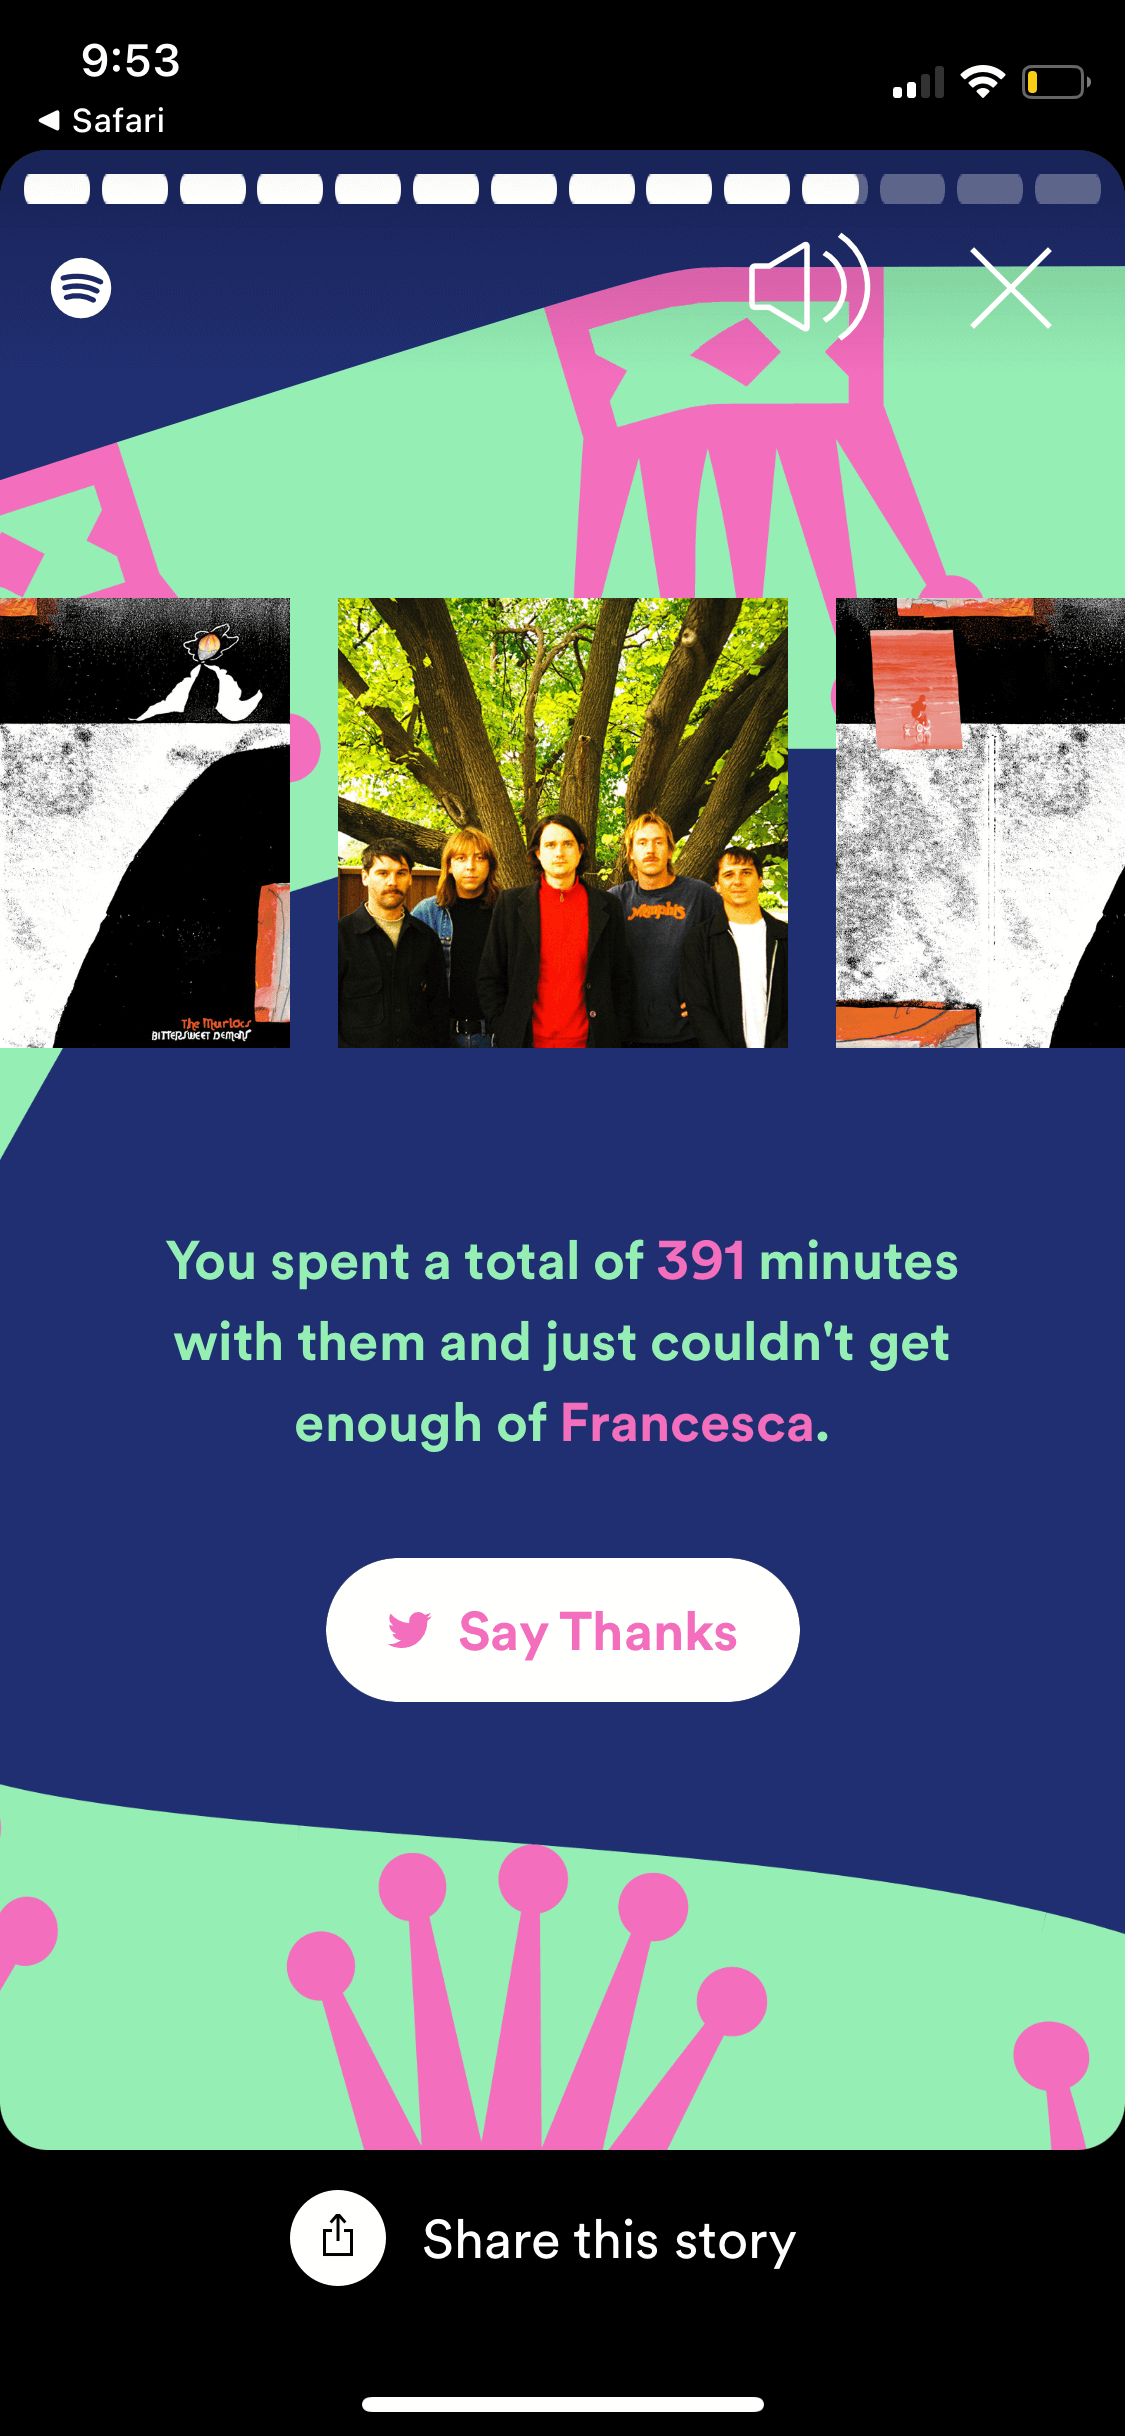 9:53
Safari
Memphis
The Murlocs
BITTERSWEET DEMONS
You spent a total of 391 minutes
with them and just couldn't get
enough of Francesca.
Say Thanks
Share this story